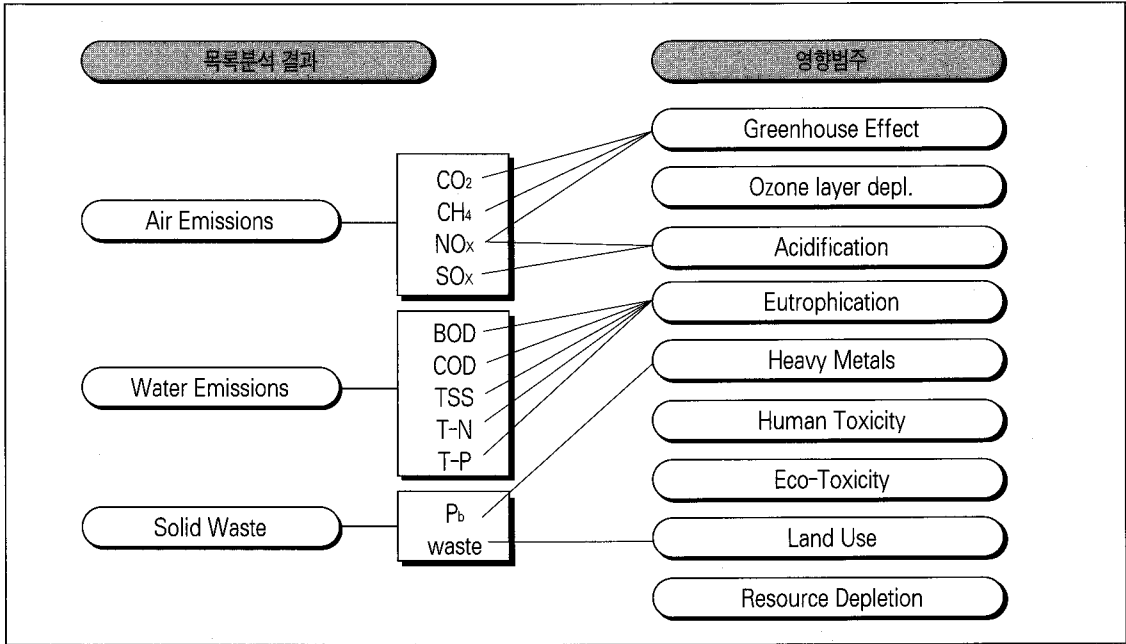 목록분석 결과
영향범주
Air Emissions
CO₂
CH₄
NOx
SOx
Water Emissions
BOD
COD
TSS
T-N
T-P
Solid Waste
Pb
waste
Greenhouse Effect
Ozone layer depl.
Acidification
Eutrophication
Heavy Metals
Human Toxicity
Eco-Toxicity
Land Use
Resource Depletion